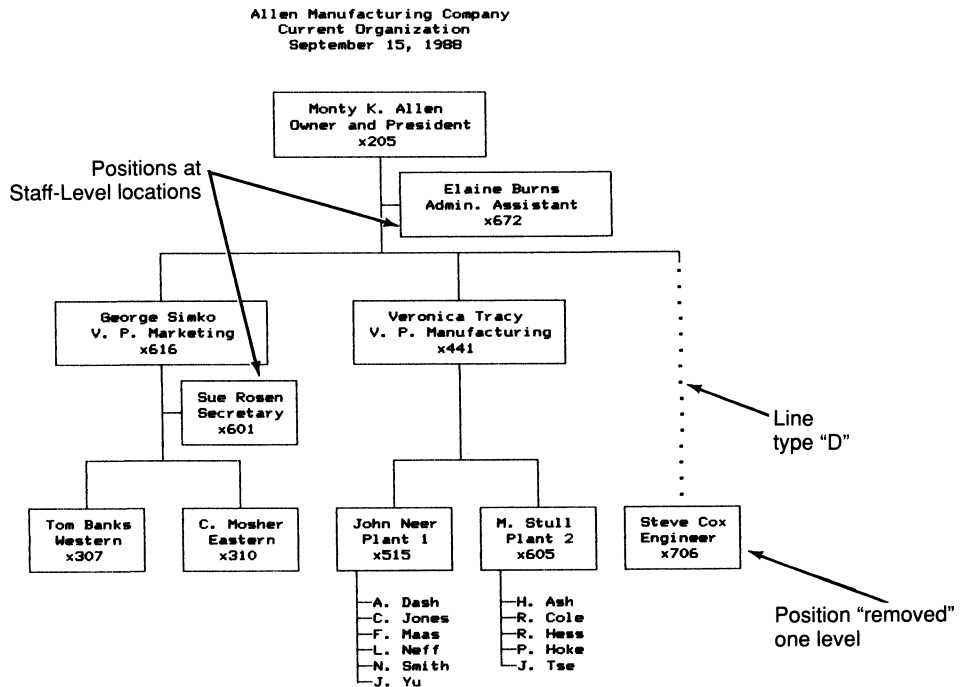 Allen Manufacturing Company
Current Organization
September 15, 1988
Monty K. Allen
Owner and President
x205
Positions at
Staff-Level locations
Elaine Burns
Admin. Assistant
x672
George Simko
V. P. Marketing
x616
Veronica Tracy
V. P. Manufacturing
x441
Sue Rosen
Secretary
x601
Line
type “D”
Tom Banks
Western
x307
C. Mosher
Eastern
x310
John Neer
Plant 1
x515
M. Stull
Plant 2
x605
Steve Cox
Engineer
x706
A. Dash
C. Jones
F. Maas
L. Neff
N. Smith
J. Yu
H. Ash
R. Cole
R. Hess
P. Hoke
J. Tse
Position “removed”
one level